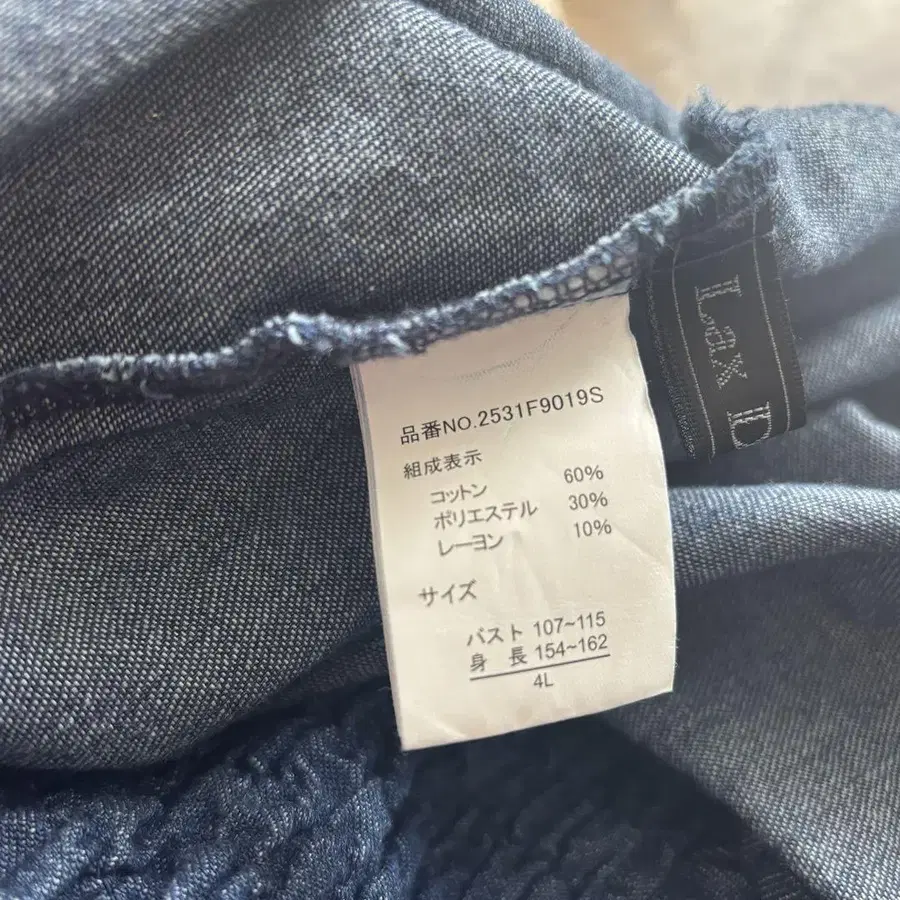 品番NO.2531F9019S
組成表示
コットン 60%
ポリエステル 30%
レーヨン 10%
サイズ
バスト 107~115
身 長 154~162
4L
Lax